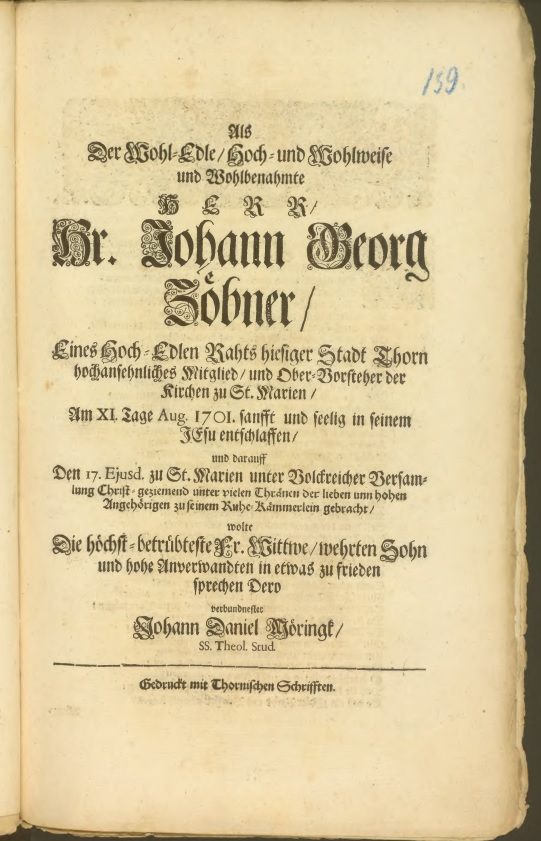 159.
Als
Der Wohl-Edle/ Hoch- und Wohlweise
und Wohlbenahmte
HERR/
Hr. Johann Georg
Zöbner/
Eines Hoch-Edlen Rahts hiesiger Stadt Thorn
hochansehnliches Mitglied/ und Ober-Vorsteher der
Kirchen zu St. Marien/
Am XI. Tage Aug. 1701. sanfft und seelig in seinem
JEsu entschlaffen/
und darauff
Den 17. Ejusd. zu St. Marien unter Volckreicher Versam-
lung Christ-geziemend unter vielen Thränen der lieben unn hohen
Angehörigen zu seinem Ruhe-Kämmerlein gebracht/
wolte
Die höchst-betrübteste Fr. Wittwe/ wehrten Sohn
und hohe Anverwandten in etwas zu frieden
sprechen Dero
verbundnester
Johann Daniel Möringk/
SS. Theol. Stud.
Gedruckt mit Thornischen Schrifften.